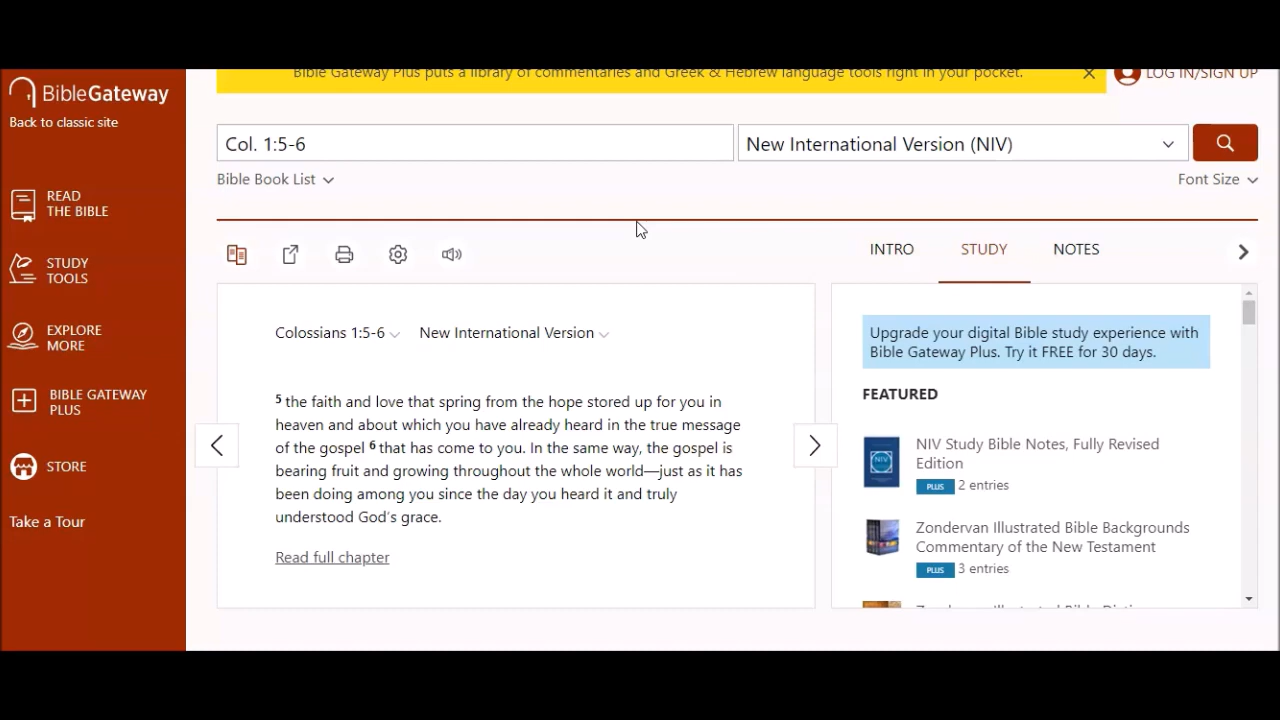 Bible Gateway Plus puts a library of commentaries and Greek & Hebrew language tools right in your pocket.
LOG IN/SIGN UP
BibleGateway
Back to classic site
Col. 1:5-6
New International Version (NIV)
Bible Book List
Font Size
READ
THE BIBLE
STUDY
TOOLS
EXPLORE
MORE
BIBLE GATEWAY
PLUS
STORE
Take a Tour
INTRO
STUDY
NOTES
Colossians 1:5-6
New International Version
5 the faith and love that spring from the hope stored up for you in
heaven and about which you have already heard in the true message
of the gospel 6 that has come to you. In the same way, the gospel is
bearing fruit and growing throughout the whole world—just as it has
been doing among you since the day you heard it and truly
understood God's grace.
Read full chapter
Upgrade your digital Bible study experience with
Bible Gateway Plus. Try it FREE for 30 days.
FEATURED
NIV Study Bible Notes, Fully Revised
Edition
PLUS 2 entries
Zondervan Illustrated Bible Backgrounds
Commentary of the New Testament
PLUS 3 entries
Zondervan Illustrated Bible